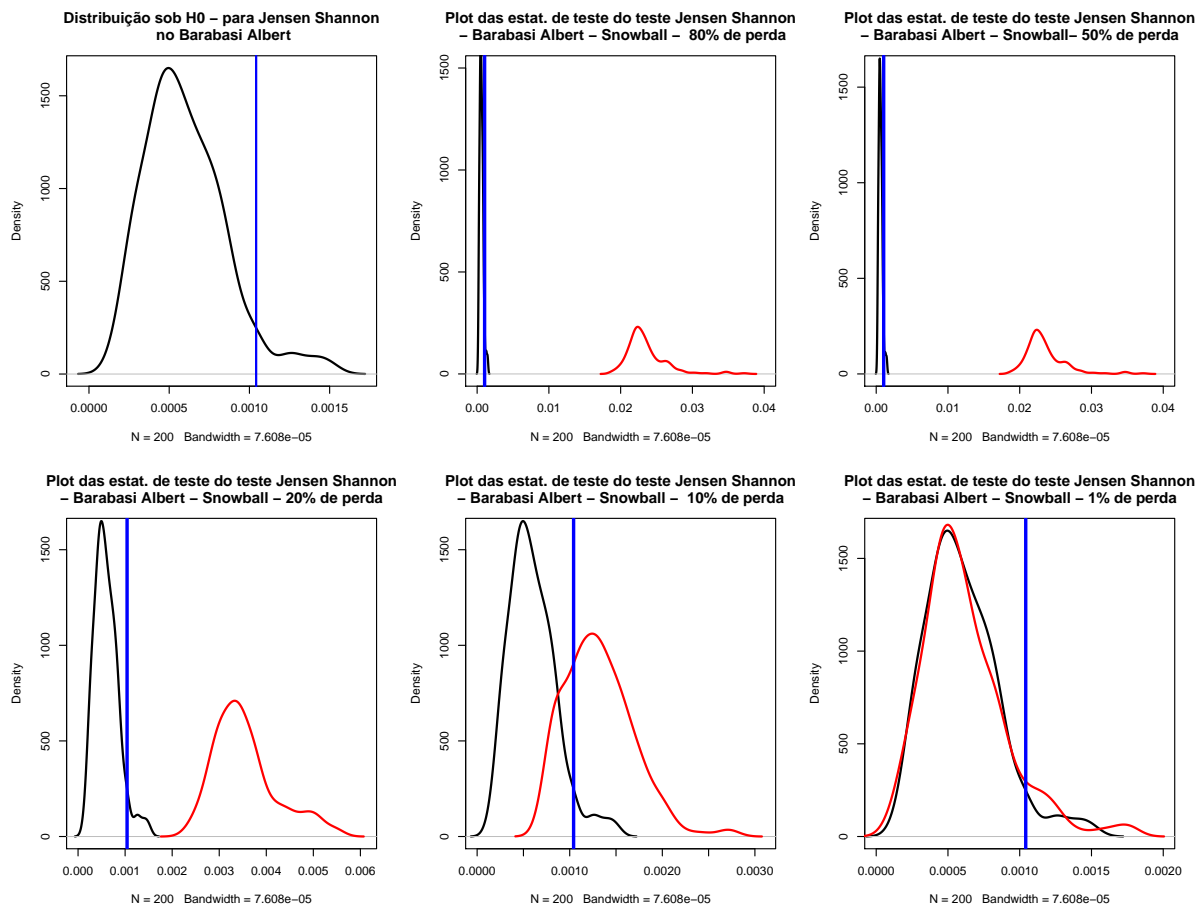 Distribuição sob H0 − para Jensen Shannon
no Barabasi Albert
Density
0
500
1000
1500
0.0000 0.0005 0.0010 0.0015
N = 200 Bandwidth = 7.608e−05
Plot das estat. de teste do teste Jensen Shannon
− Barabasi Albert − Snowball − 80% de perda
Density
0
500
1000
1500
0.00 0.01 0.02 0.03 0.04
N = 200 Bandwidth = 7.608e−05
Plot das estat. de teste do teste Jensen Shannon
− Barabasi Albert − Snowball− 50% de perda
Density
0
500
1000
1500
0.00 0.01 0.02 0.03 0.04
N = 200 Bandwidth = 7.608e−05
Plot das estat. de teste do teste Jensen Shannon
− Barabasi Albert − Snowball − 20% de perda
Density
0
500
1000
1500
0.000 0.001 0.002 0.003 0.004 0.005 0.006
N = 200 Bandwidth = 7.608e−05
Plot das estat. de teste do teste Jensen Shannon
− Barabasi Albert − Snowball − 10% de perda
Density
0
500
1000
1500
0.0000 0.0010 0.0020 0.0030
N = 200 Bandwidth = 7.608e−05
Plot das estat. de teste do teste Jensen Shannon
− Barabasi Albert − Snowball − 1% de perda
Density
0
500
1000
1500
0.0000 0.0005 0.0010 0.0015 0.0020
N = 200 Bandwidth = 7.608e−05